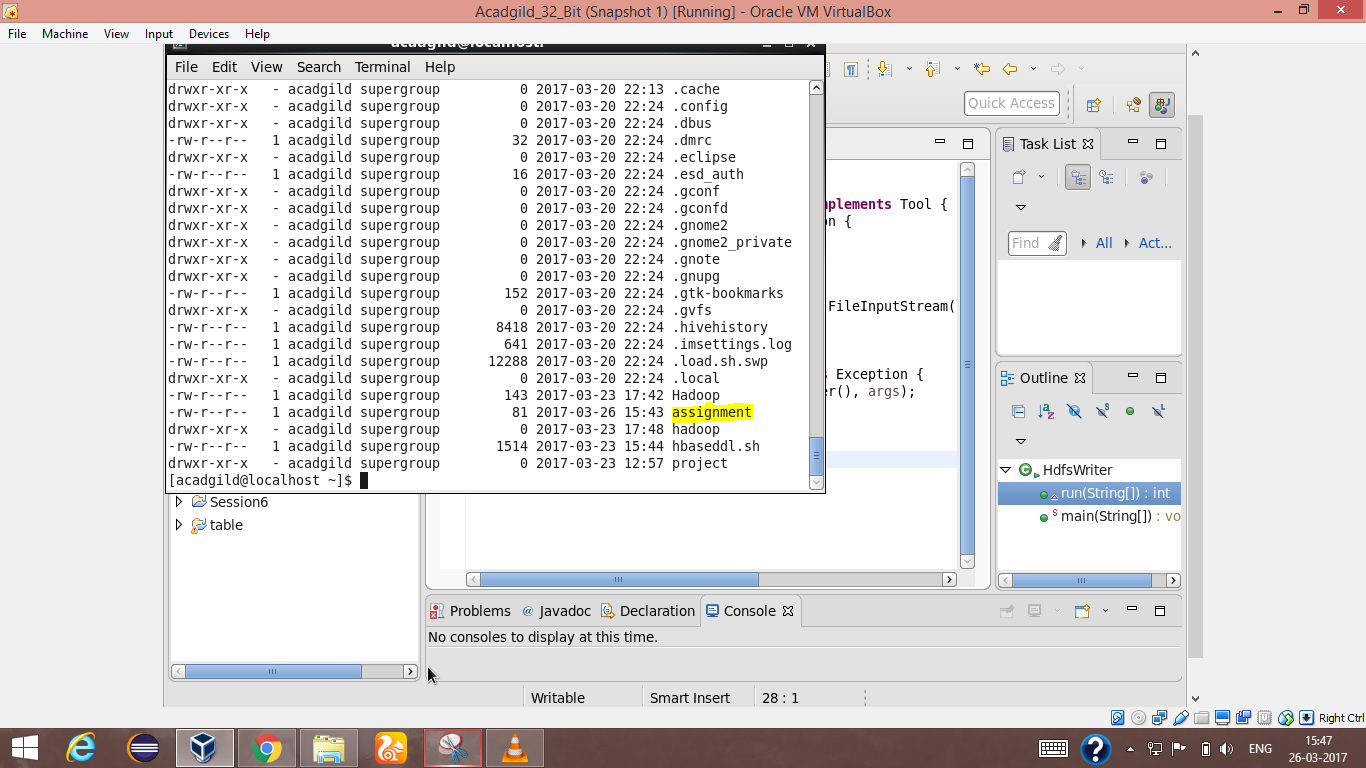 Acadgild_32_Bit (Snapshot 1) [Running] - Oracle VM VirtualBox
File Machine View Input Devices Help
acadgild@localhost:
File Edit View Search Terminal Help
drwxr-xr-x - acadgild supergroup 0 2017-03-20 22:13 .cache
drwxr-xr-x - acadgild supergroup 0 2017-03-20 22:24 .config
drwxr-xr-x - acadgild supergroup 0 2017-03-20 22:24 .dbus
-rw-r--r-- 1 acadgild supergroup 32 2017-03-20 22:24 .dmrc
drwxr-xr-x - acadgild supergroup 0 2017-03-20 22:24 .eclipse
-rw-r--r-- 1 acadgild supergroup 16 2017-03-20 22:24 .esd_auth
drwxr-xr-x - acadgild supergroup 0 2017-03-20 22:24 .gconf
drwxr-xr-x - acadgild supergroup 0 2017-03-20 22:24 .gconfd
drwxr-xr-x - acadgild supergroup 0 2017-03-20 22:24 .gnome2
drwxr-xr-x - acadgild supergroup 0 2017-03-20 22:24 .gnome2_private
drwxr-xr-x - acadgild supergroup 0 2017-03-20 22:24 .gnote
drwxr-xr-x - acadgild supergroup 0 2017-03-20 22:24 .gnupg
-rw-r--r-- 1 acadgild supergroup 152 2017-03-20 22:24 .gtk-bookmarks
drwxr-xr-x - acadgild supergroup 0 2017-03-20 22:24 .gvfs
-rw-r--r-- 1 acadgild supergroup 8418 2017-03-20 22:24 .hivehistory
-rw-r--r-- 1 acadgild supergroup 641 2017-03-20 22:24 .imsettings.log
-rw-r--r-- 1 acadgild supergroup 12288 2017-03-20 22:24 .load.sh.swp
drwxr-xr-x - acadgild supergroup 0 2017-03-20 22:24 .local
-rw-r--r-- 1 acadgild supergroup 143 2017-03-23 17:42 Hadoop
-rw-r--r-- 1 acadgild supergroup 81 2017-03-26 15:43 assignment
drwxr-xr-x - acadgild supergroup 0 2017-03-23 17:48 hadoop
-rw-r--r-- 1 acadgild supergroup 1514 2017-03-23 15:44 hbaseddl.sh
drwxr-xr-x - acadgild supergroup 0 2017-03-23 12:57 project
[acadgild@localhost ~]$
Session6
table
Quick Access
mplements Tool {
n {
FileInputStream(
s Exception {
er(), args);
Task List
Find All Act...
Outline
HdfsWriter
run(String[]) : int
main(String[]) : vo
Problems @ Javadoc Declaration Console
No consoles to display at this time.
Writable Smart Insert 28 : 1
Right Ctrl
ENG
15:47
26-03-2017